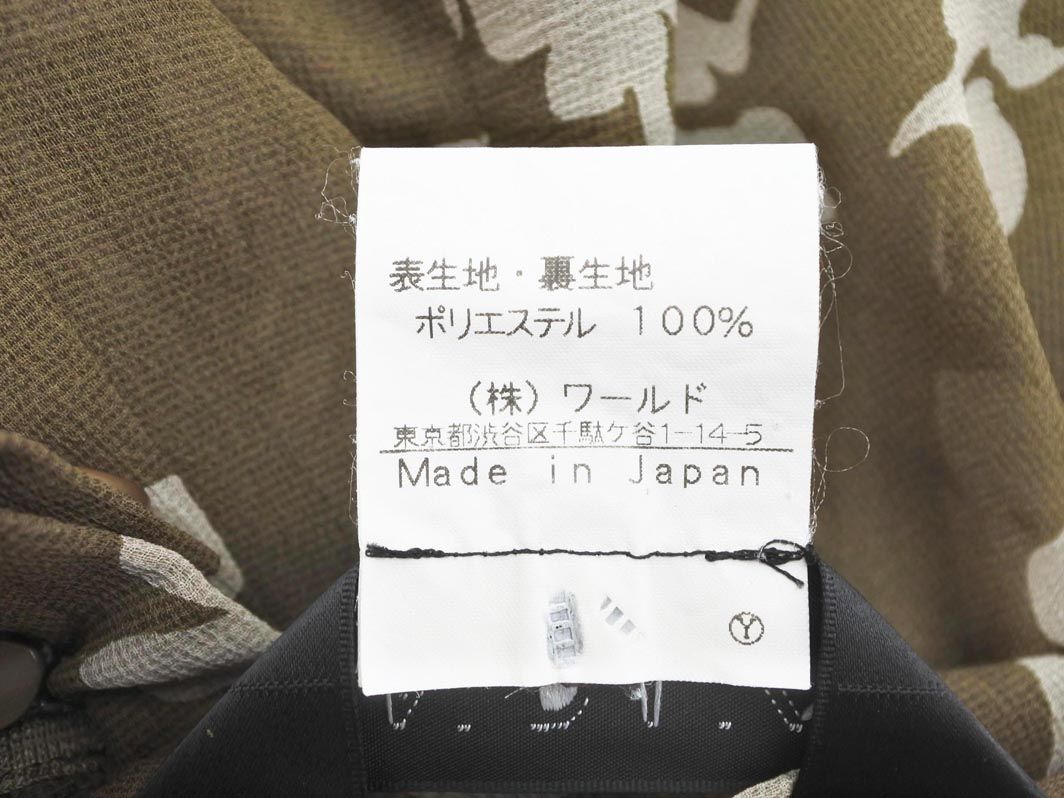 表生地・裏生地
ポリエステル 100%
(株)ワールド
東京都渋谷区千駄ケ谷1-14-5
Made in Japan
Ⓨ